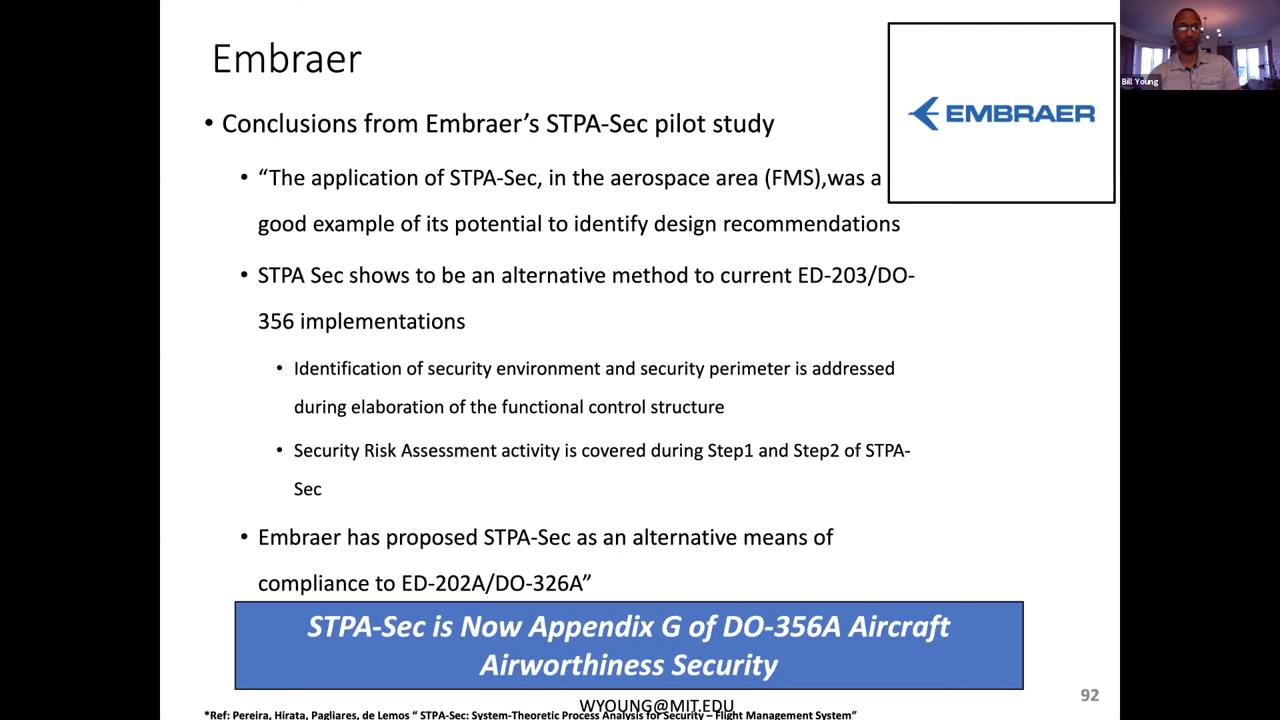 Embraer
EMBRAER
Bill Young
• Conclusions from Embraer’s STPA-Sec pilot study
• “The application of STPA-Sec, in the aerospace area (FMS),was a
good example of its potential to identify design recommendations
• STPA Sec shows to be an alternative method to current ED-203/DO-
356 implementations
• Identification of security environment and security perimeter is addressed
during elaboration of the functional control structure
• Security Risk Assessment activity is covered during Step1 and Step2 of STPA-
Sec
• Embraer has proposed STPA-Sec as an alternative means of
compliance to ED-202A/DO-326A”
STPA-Sec is Now Appendix G of DO-356A Aircraft
Airworthiness Security
92
WYOUNG@MIT.EDU
*Ref: Pereira, Hirata, Pagliares, de Lemos “ STPA-Sec: System-Theoretic Process Analysis for Security – Flight Management System”